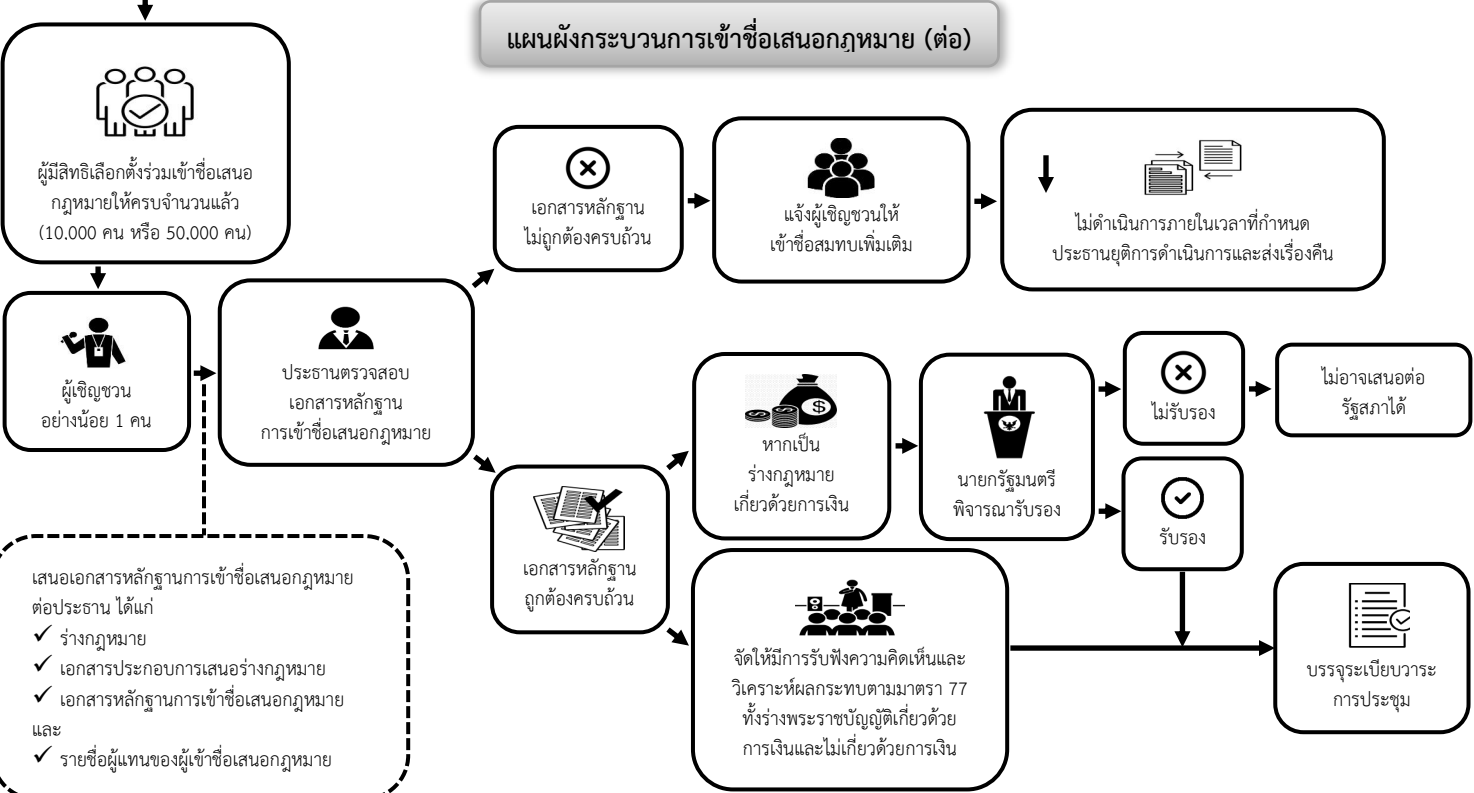 แผนผังกระบวนการเข้าชื่อเสนอกฎหมาย (ต่อ)
ผู้มีสิทธิเลือกตั้งร่วมเข้าชื่อเสนอ
กฎหมายให้ครบจำนวนแล้ว
(10,000 คน หรือ 50,000 คน)
ผู้เชิญชวน
อย่างน้อย 1 คน
เสนอเอกสารหลักฐานการเข้าชื่อเสนอกฎหมาย
ต่อประธาน ได้แก่
✓ ร่างกฎหมาย
✓ เอกสารประกอบการเสนอร่างกฎหมาย
✓ เอกสารหลักฐานการเข้าชื่อเสนอกฎหมาย
และ
✓ รายชื่อผู้แทนของผู้เข้าชื่อเสนอกฎหมาย
ประธานตรวจสอบ
เอกสารหลักฐาน
การเข้าชื่อเสนอกฎหมาย
เอกสารหลักฐาน
ไม่ถูกต้องครบถ้วน
แจ้งผู้เชิญชวนให้
เข้าชื่อสมทบเพิ่มเติม
ไม่ดำเนินการภายในเวลาที่กำหนด
ประธานยุติการดำเนินการและส่งเรื่องคืน
เอกสารหลักฐาน
ถูกต้องครบถ้วน
$
หากเป็น
ร่างกฎหมาย
เกี่ยวด้วยการเงิน
นายกรัฐมนตรี
พิจารณารับรอง
ไม่รับรอง
ไม่อาจเสนอต่อ
รัฐสภาได้
รับรอง
จัดให้มีการรับฟังความคิดเห็นและ
วิเคราะห์ผลกระทบตามมาตรา 77
ทั้งร่างพระราชบัญญัติเกี่ยวด้วย
การเงินและไม่เกี่ยวด้วยการเงิน
บรรจุระเบียบวาระ
การประชุม